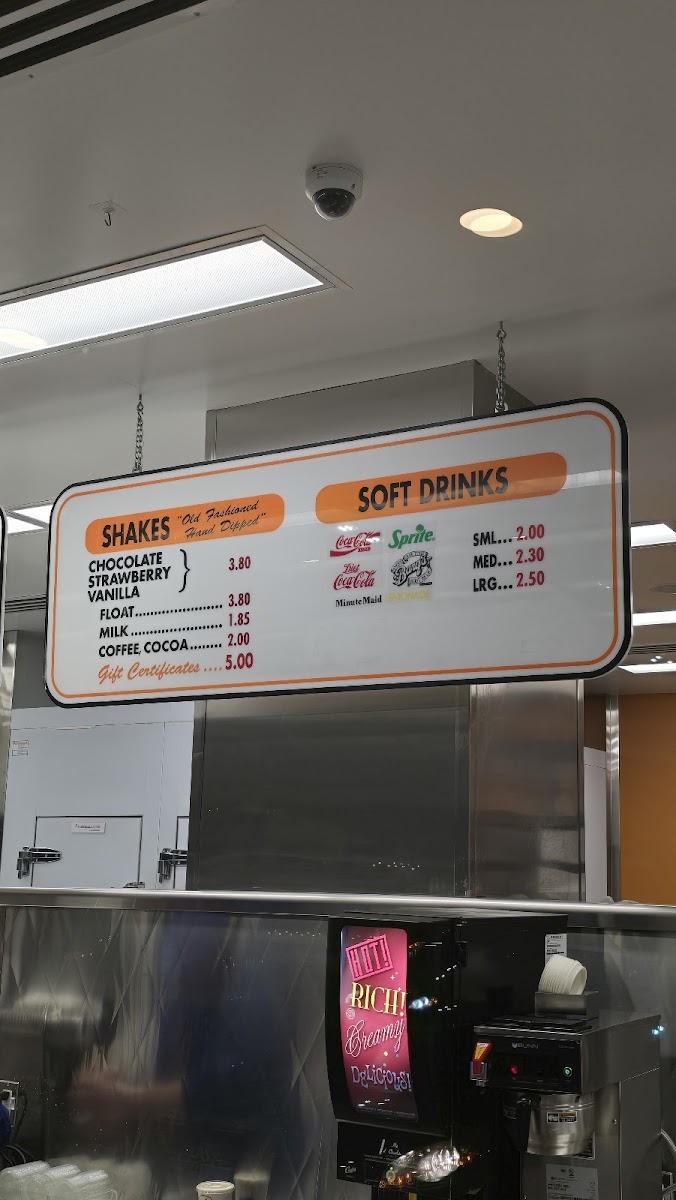 SHAKES "Old Fashioned
Hand Dipped"
CHOCOLATE
STRAWBERRY } 3.80
VANILLA
FLOAT...................... 3.80
MILK....................... 1.85
COFFEE, COCOA........ 2.00
Gift Certificates .... 5.00
SOFT DRINKS
Coca-Cola
Sprite
Diet
Coca-Cola
Barq's
Minute Maid LEMONADE
SML... 2.00
MED... 2.30
LRG... 2.50
HOT!
RICH!
Creamy
DELICIOUS!
BUNN